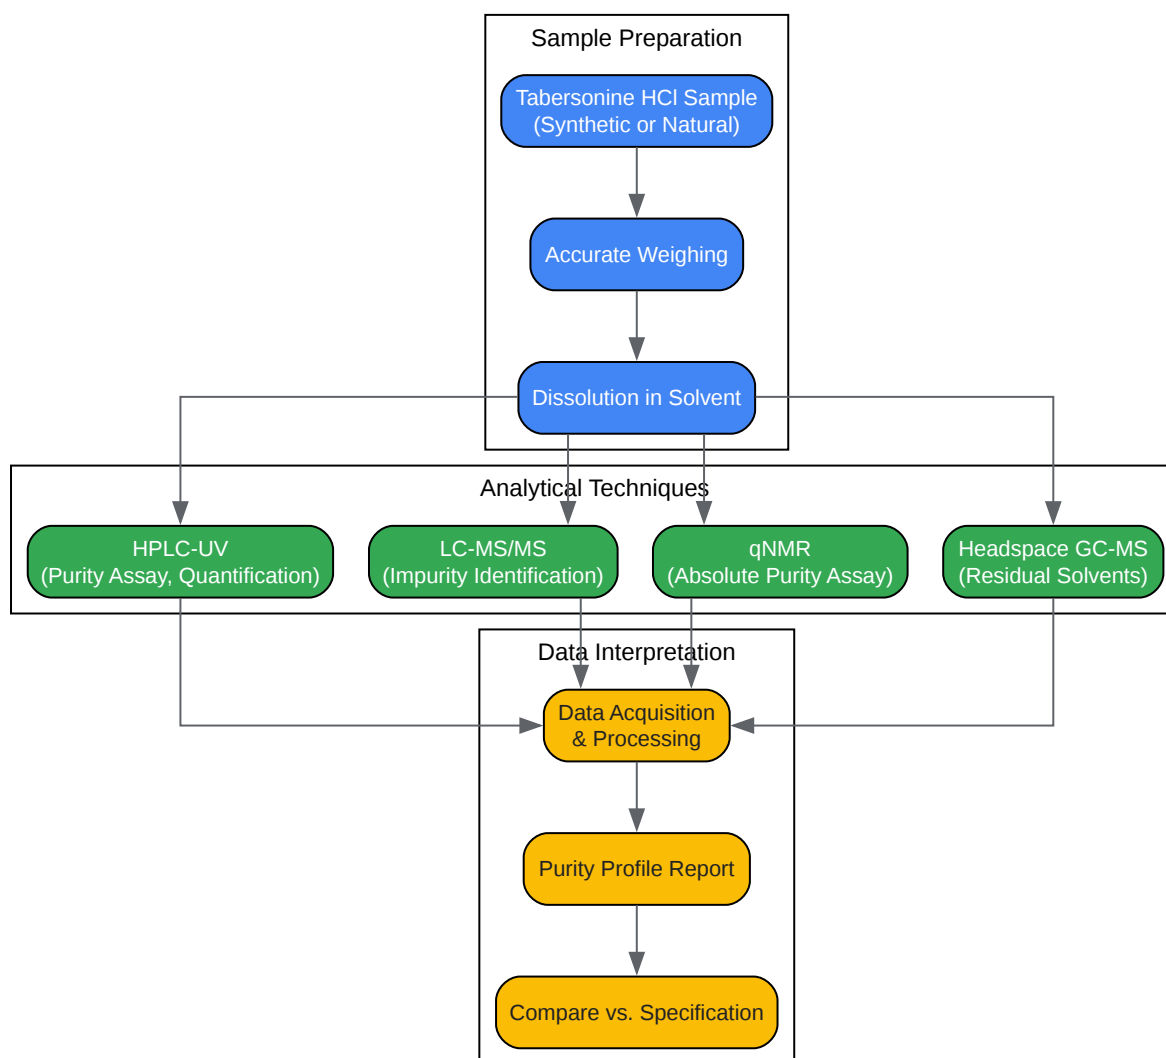 Sample Preparation
Tabersonine HCl Sample
(Synthetic or Natural)
Accurate Weighing
Dissolution in Solvent
Analytical Techniques
HPLC-UV
(Purity Assay, Quantification)
LC-MS/MS
(Impurity Identification)
qNMR
(Absolute Purity Assay)
Headspace GC-MS
(Residual Solvents)
Data Interpretation
Data Acquisition
& Processing
Purity Profile Report
Compare vs. Specification